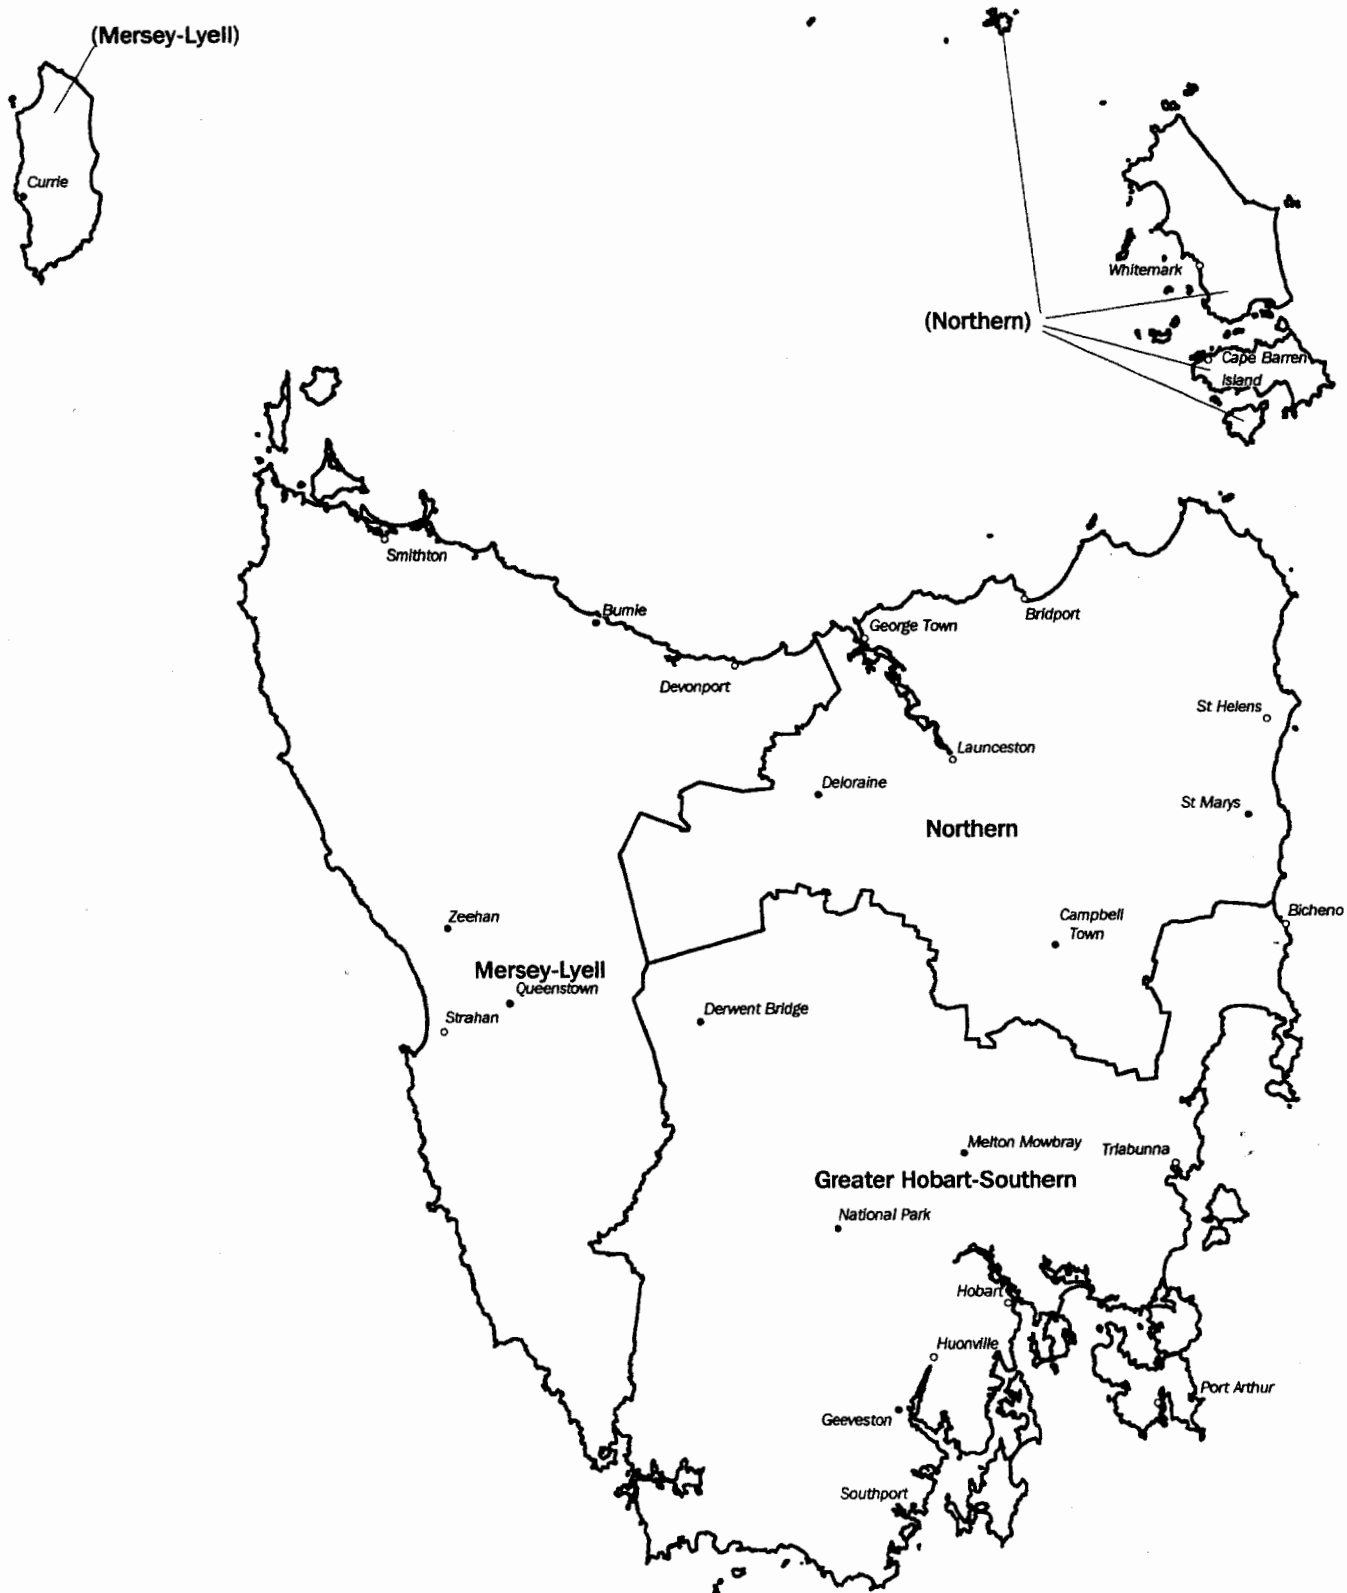 (Mersey-Lyell)
Currie
Whitemark
(Northern)
Cape Barren
Island
Smithton
Burnie
George Town
Bridport
Devonport
St Helens
Launceston
Deloraine
St Marys
Northern
Zeehan
Campbell
Town
Bicheno
Mersey-Lyell
Queenstown
Strahan
Derwent Bridge
Melton Mowbray
Triabunna
Greater Hobart-Southern
National Park
Hobart
Huonville
Port Arthur
Geeveston
Southport